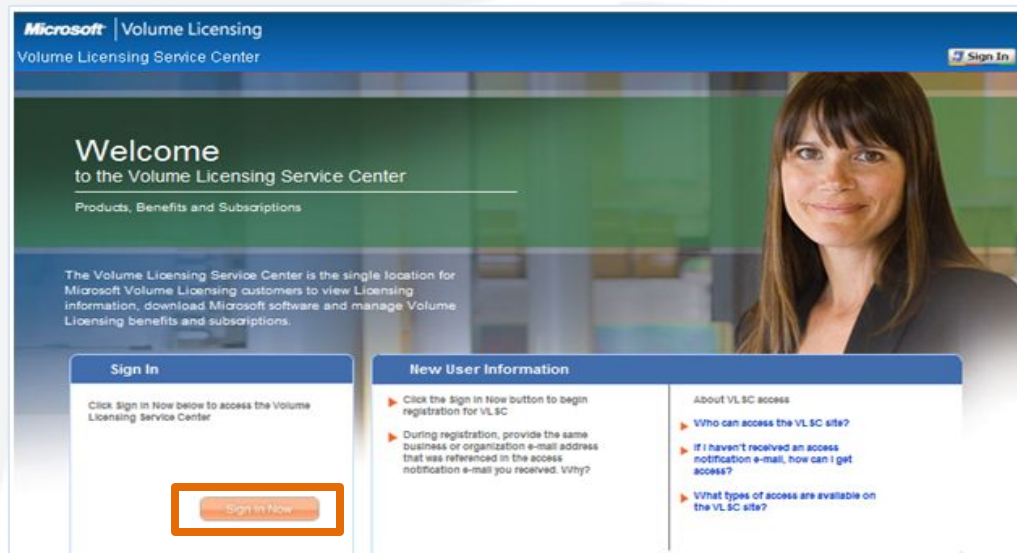 Microsoft | Volume Licensing
Volume Licensing Service Center
Sign In
Welcome
to the Volume Licensing Service Center
Products, Benefits and Subscriptions
The Volume Licensing Service Center is the single location for
Microsoft Volume Licensing customers to view Licensing
information, download Microsoft software and manage Volume
Licensing benefits and subscriptions.
Sign In
Click Sign In Now below to access the Volume
Licensing Service Center
Sign In Now
New User Information
Click the Sign In Now button to begin
registration for VLSC
During registration, provide the same
business or organization e-mail address
that was referenced in the access
notification e-mail you received. Why?
About VLSC access
Who can access the VLSC site?
If I haven't received an access
notification e-mail, how can I get
access?
What types of access are available on
the VLSC site?